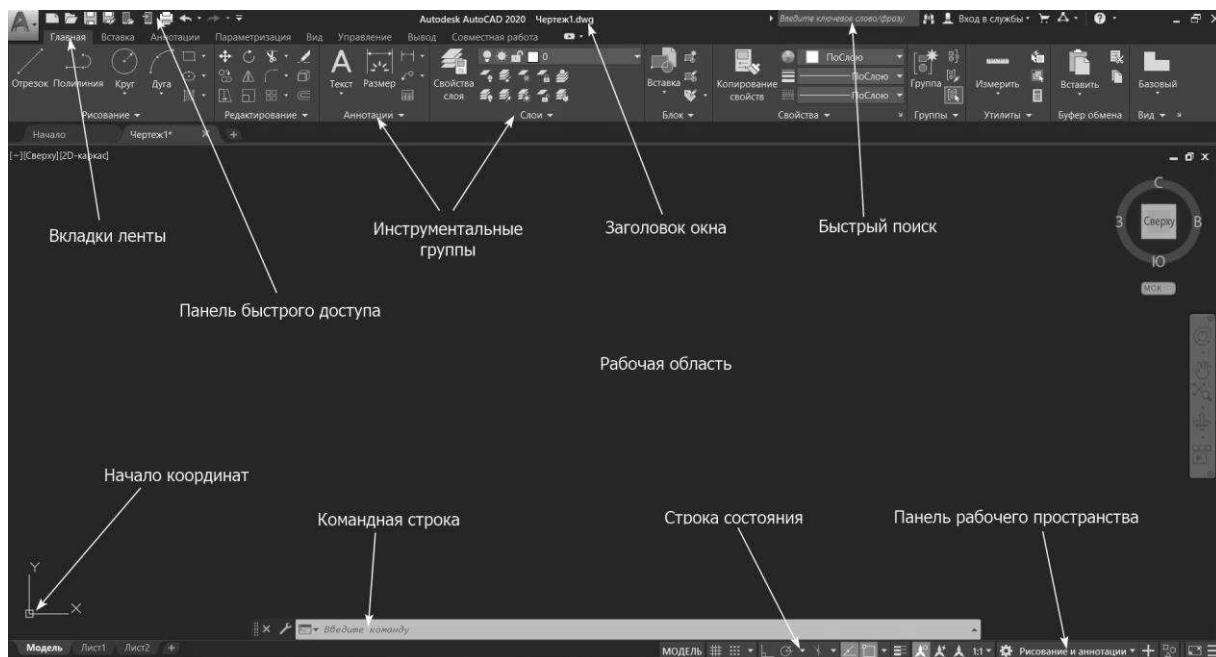 Autodesk AutoCAD 2020 Чертеж1.dwg
Введите ключевое слово/фразу
Вход в службы
Главная Вставка Аннотации Параметризация Вид Управление Вывод Совместная работа
0
ПоСлою
ПоСлою
ПоСлою
Отрезок Полилиния Круг Дуга
Текст Размер
Свойства слоя
Вставка
Копирование свойств
Группа
Измерить
Вставить
Базовый
Рисование Редактирование Аннотации Слои Блок Свойства Группы Утилиты Буфер обмена Вид
Начало Чертеж1*
[−][Сверху][2D-каркас]
С
З Сверху В
Ю
МСК
Вкладки ленты
Инструментальные
группы
Заголовок окна
Быстрый поиск
Панель быстрого доступа
Рабочая область
Начало координат
Командная строка
Строка состояния
Панель рабочего пространства
Y
X
Введите команду
Модель Лист1 Лист2 +
МОДЕЛЬ 1:1 Рисование и аннотации